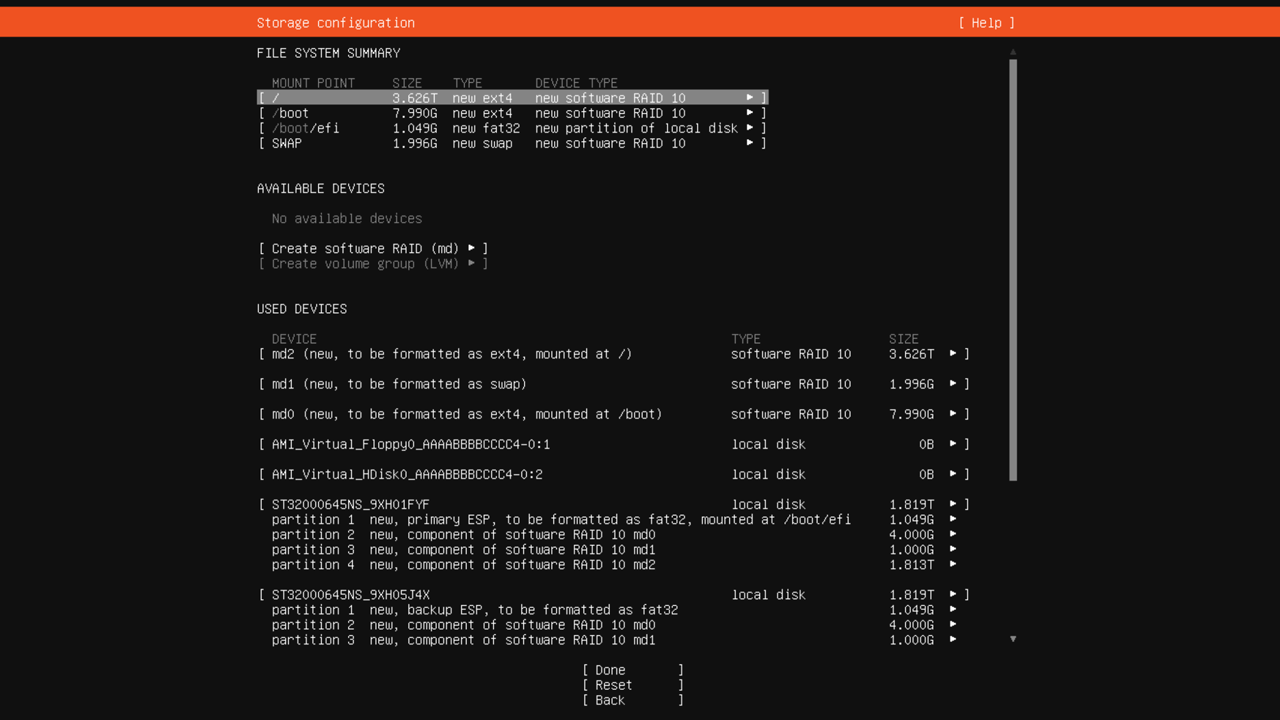 Storage configuration [ Help ]
FILE SYSTEM SUMMARY
MOUNT POINT SIZE TYPE DEVICE TYPE
[ / 3.626T new ext4 new software RAID 10 ▸ ]
[ /boot 7.990G new ext4 new software RAID 10 ▸ ]
[ /boot/efi 1.049G new fat32 new partition of local disk ▸ ]
[ SWAP 1.996G new swap new software RAID 10 ▸ ]
AVAILABLE DEVICES
No available devices
[ Create software RAID (md) ▸ ]
[ Create volume group (LVM) ▸ ]
USED DEVICES
DEVICE TYPE SIZE
[ md2 (new, to be formatted as ext4, mounted at /) software RAID 10 3.626T ▸ ]
[ md1 (new, to be formatted as swap) software RAID 10 1.996G ▸ ]
[ md0 (new, to be formatted as ext4, mounted at /boot) software RAID 10 7.990G ▸ ]
[ AMI_Virtual_Floppy0_AAAABBBBCCCC4-0:1 local disk 0B ▸ ]
[ AMI_Virtual_HDisk0_AAAABBBBCCCC4-0:2 local disk 0B ▸ ]
[ ST32000645NS_9XH01FYF local disk 1.819T ▸ ]
partition 1 new, primary ESP, to be formatted as fat32, mounted at /boot/efi 1.049G ▸
partition 2 new, component of software RAID 10 md0 4.000G ▸
partition 3 new, component of software RAID 10 md1 1.000G ▸
partition 4 new, component of software RAID 10 md2 1.813T ▸
[ ST32000645NS_9XH05J4X local disk 1.819T ▸ ]
partition 1 new, backup ESP, to be formatted as fat32 1.049G ▸
partition 2 new, component of software RAID 10 md0 4.000G ▸
partition 3 new, component of software RAID 10 md1 1.000G ▸
[ Done ]
[ Reset ]
[ Back ]